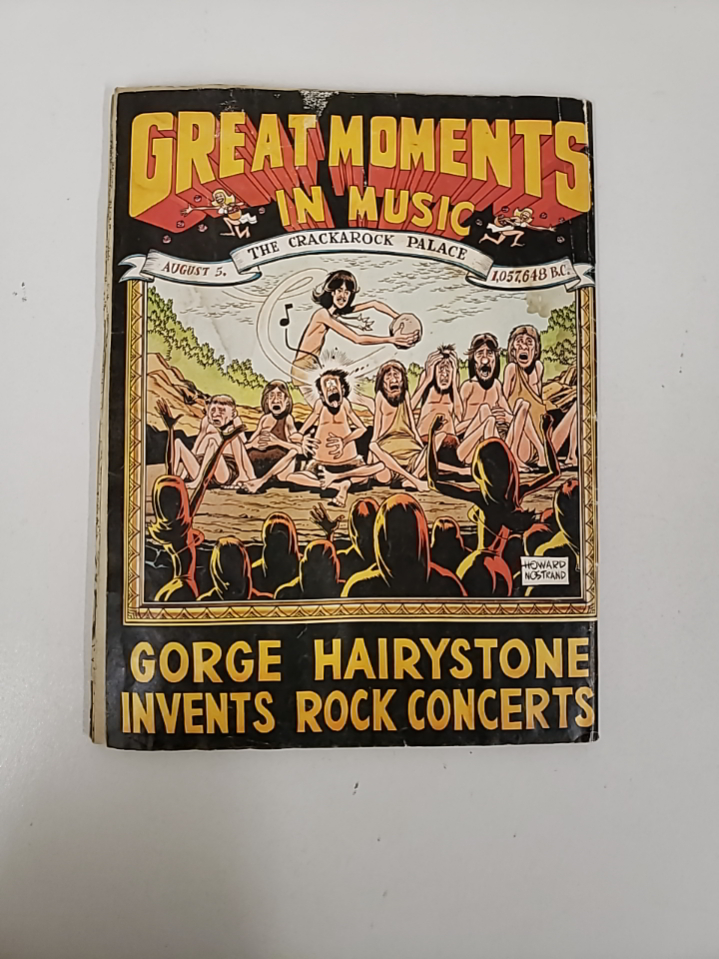 GREAT MOMENTS
IN MUSIC
THE CRACKAROCK PALACE
AUGUST 5,
1,057,648 B.C.
HOWARD
NOSTRAND
GORGE HAIRYSTONE
INVENTS ROCK CONCERTS